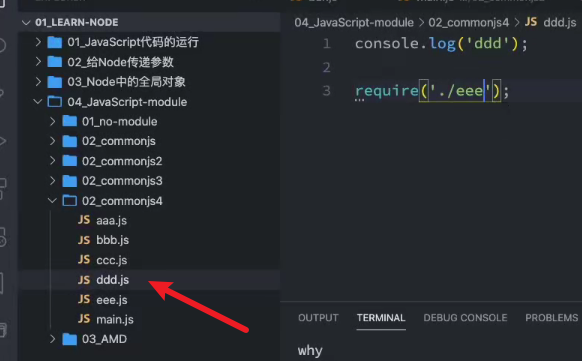 01_LEARN-NODE
01_JavaScript代码的运行
02_给Node传递参数
03_Node中的全局对象
04_JavaScript-module
01_no-module
02_commonjs
02_commonjs2
02_commonjs3
02_commonjs4
JS aaa.js
JS bbb.js
JS ccc.js
JS ddd.js
JS eee.js
JS main.js
03_AMD
04_JavaScript-module > 02_commonjs4 > JS ddd.js
1 console.log('ddd');
2
3 require('./eee');
OUTPUT TERMINAL DEBUG CONSOLE PROBLEMS
why